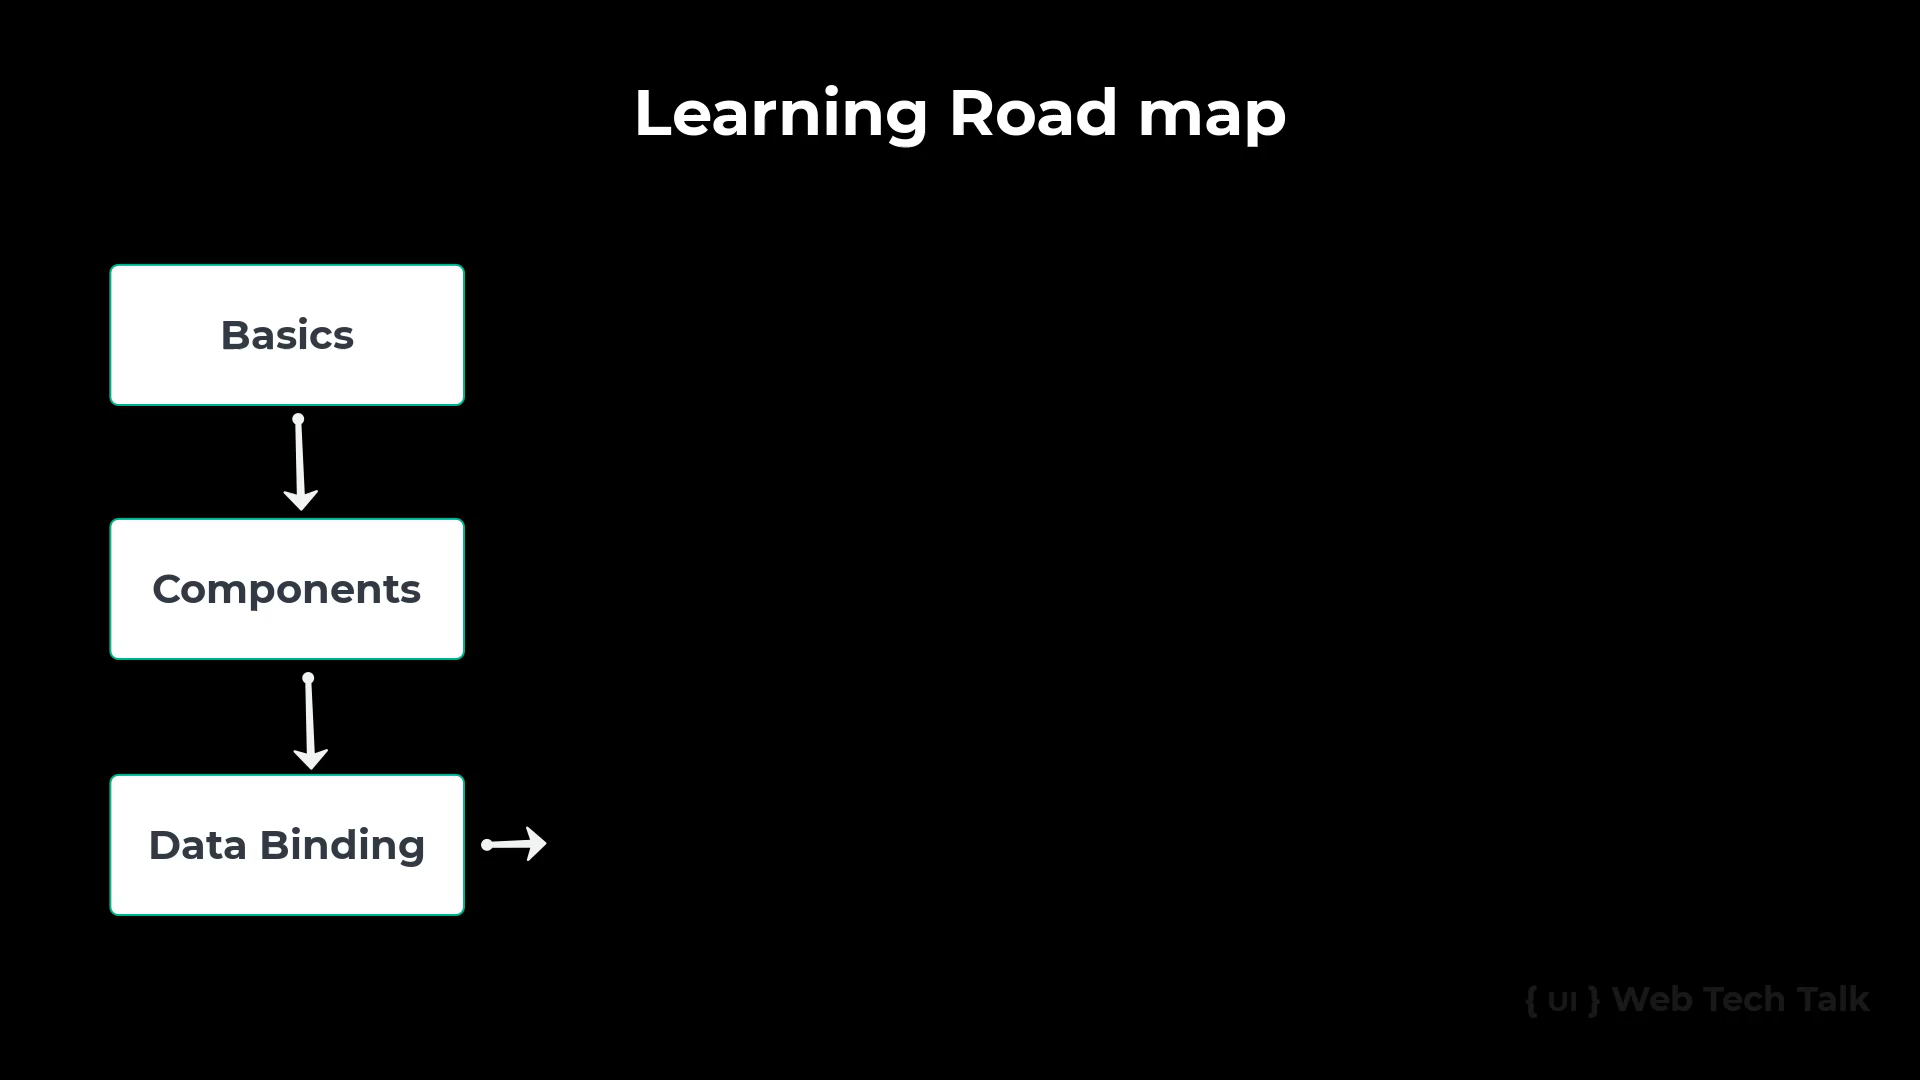 Learning Road map
Basics
Components
Data Binding
{ UI } Web Tech Talk